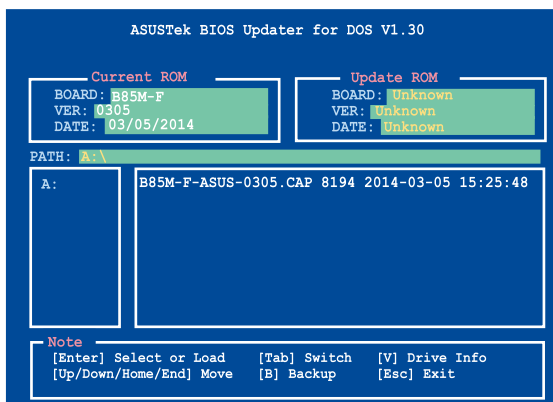 ASUSTek BIOS Updater for DOS V1.30
Current ROM
BOARD: B85M-F
VER: 0305
DATE: 03/05/2014
Update ROM
BOARD: Unknown
VER: Unknown
DATE: Unknown
PATH: A:\
A:
B85M-F-ASUS-0305.CAP 8194 2014-03-05 15:25:48
Note
[Enter] Select or Load [Tab] Switch [V] Drive Info
[Up/Down/Home/End] Move [B] Backup [Esc] Exit